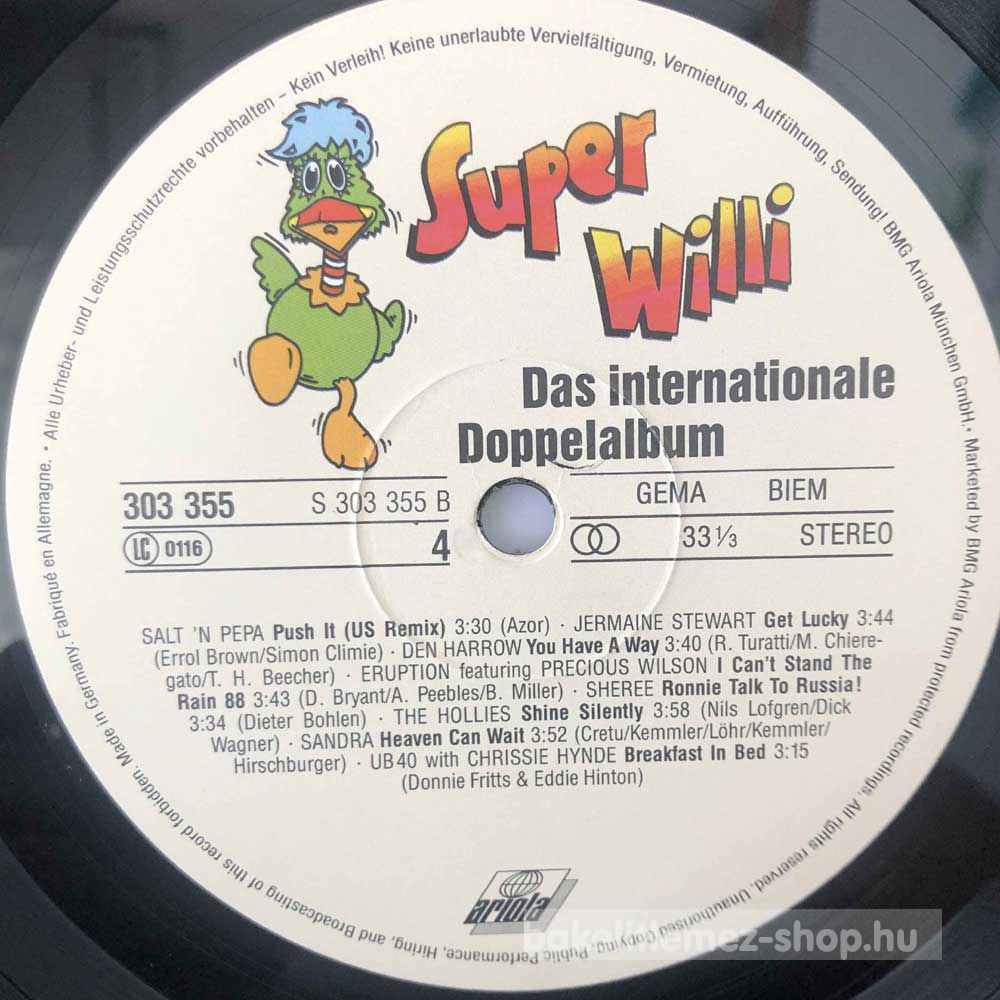 • Alle Urheber- und Leistungsschutzrechte vorbehalten – Kein Verleih! Keine unerlaubte Vervielfältigung, Vermietung, Aufführung, Sendung! BMG Ariola München GmbH. • Marketed by BMG Ariola from protected recordings. All rights reserved. Unauthorised Copying, Public Performance, Hiring, and Broadcasting of this record forbidden. Made in Germany. Fabriqué en Allemagne.
Super
Willi
Das internationale
Doppelalbum
303 355 S 303 355 B GEMA BIEM
LC 0116 4 33 1/3 STEREO
SALT 'N PEPA Push It (US Remix) 3:30 (Azor) · JERMAINE STEWART Get Lucky 3:44
(Errol Brown/Simon Climie) · DEN HARROW You Have A Way 3:40 (R. Turatti/M. Chiere-
gato/T. H. Beecher) · ERUPTION featuring PRECIOUS WILSON I Can't Stand The
Rain 88 3:43 (D. Bryant/A. Peebles/B. Miller) · SHEREE Ronnie Talk To Russia!
3:34 (Dieter Bohlen) · THE HOLLIES Shine Silently 3:58 (Nils Lofgren/Dick
Wagner) · SANDRA Heaven Can Wait 3:52 (Cretu/Kemmler/Löhr/Kemmler/
Hirschburger) · UB40 with CHRISSIE HYNDE Breakfast In Bed 3:15
(Donnie Fritts & Eddie Hinton)
ariola
bakelitlemez-shop.hu